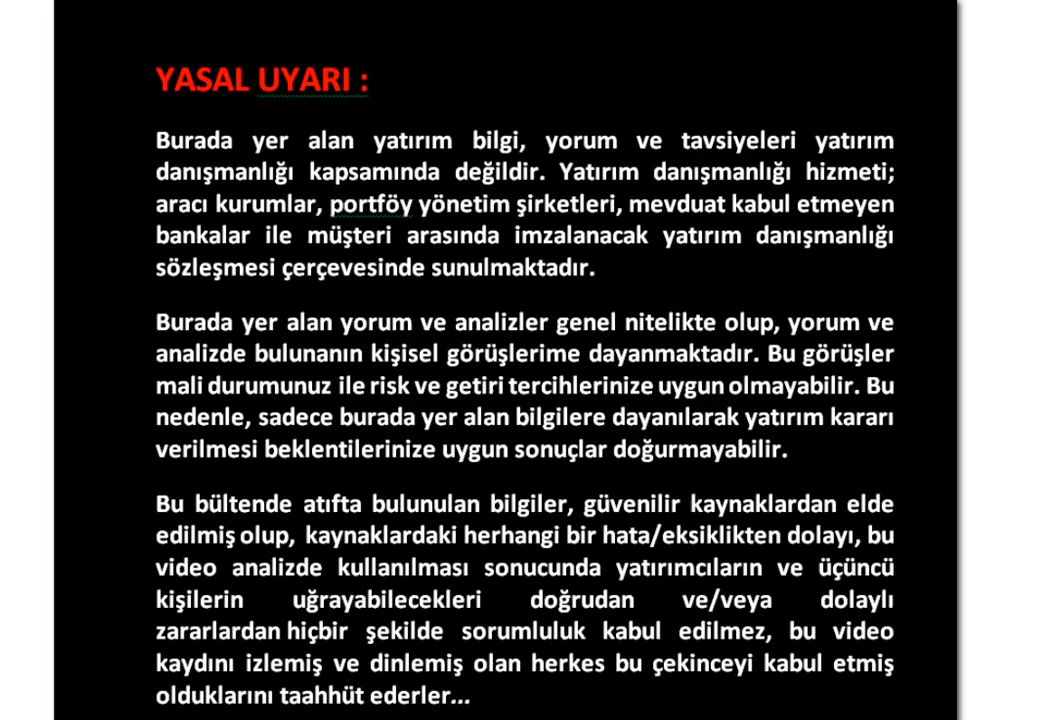 YASAL UYARI :
Burada yer alan yatırım bilgi, yorum ve tavsiyeleri yatırım
danışmanlığı kapsamında değildir. Yatırım danışmanlığı hizmeti;
aracı kurumlar, portföy yönetim şirketleri, mevduat kabul etmeyen
bankalar ile müşteri arasında imzalanacak yatırım danışmanlığı
sözleşmesi çerçevesinde sunulmaktadır.
Burada yer alan yorum ve analizler genel nitelikte olup, yorum ve
analizde bulunanın kişisel görüşlerime dayanmaktadır. Bu görüşler
mali durumunuz ile risk ve getiri tercihlerinize uygun olmayabilir. Bu
nedenle, sadece burada yer alan bilgilere dayanılarak yatırım kararı
verilmesi beklentilerinize uygun sonuçlar doğurmayabilir.
Bu bültende atıfta bulunulan bilgiler, güvenilir kaynaklardan elde
edilmiş olup, kaynaklardaki herhangi bir hata/eksiklikten dolayı, bu
video analizde kullanılması sonucunda yatırımcıların ve üçüncü
kişilerin uğrayabilecekleri doğrudan ve/veya dolaylı
zararlardan hiçbir şekilde sorumluluk kabul edilmez, bu video
kaydını izlemiş ve dinlemiş olan herkes bu çekinceyi kabul etmiş
olduklarını taahhüt ederler...